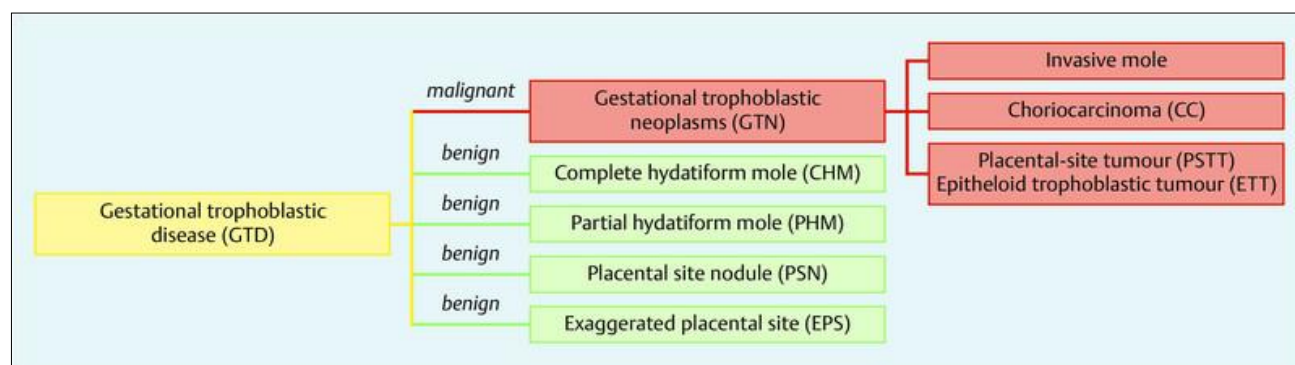 Gestational trophoblastic
disease (GTD)
malignant
Gestational trophoblastic
neoplasms (GTN)
benign
Complete hydatiform mole (CHM)
benign
Partial hydatiform mole (PHM)
benign
Placental site nodule (PSN)
benign
Exaggerated placental site (EPS)
Invasive mole
Choriocarcinoma (CC)
Placental-site tumour (PSTT)
Epitheloid trophoblastic tumour (ETT)